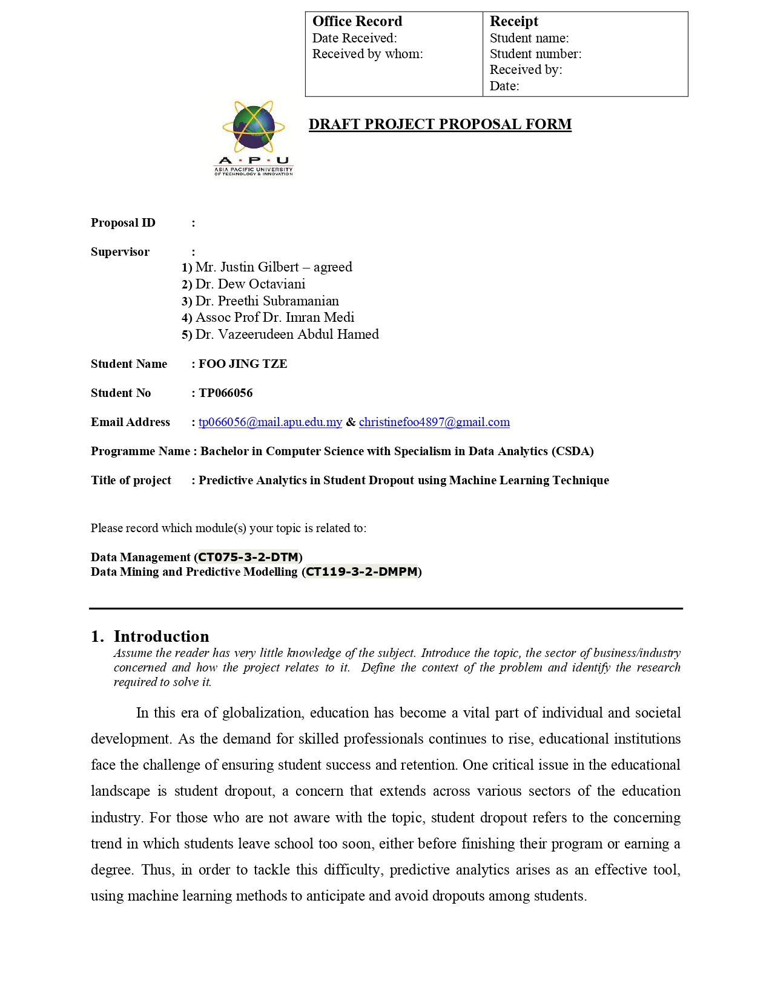 Office Record
Date Received:
Received by whom:
Receipt
Student name:
Student number:
Received by:
Date:
A · P · U
ASIA PACIFIC UNIVERSITY
OF TECHNOLOGY & INNOVATION
DRAFT PROJECT PROPOSAL FORM
Proposal ID :
Supervisor :
1) Mr. Justin Gilbert – agreed
2) Dr. Dew Octaviani
3) Dr. Preethi Subramanian
4) Assoc Prof Dr. Imran Medi
5) Dr. Vazeerudeen Abdul Hamed
Student Name : FOO JING TZE
Student No : TP066056
Email Address : tp066056@mail.apu.edu.my & christinefoo4897@gmail.com
Programme Name : Bachelor in Computer Science with Specialism in Data Analytics (CSDA)
Title of project : Predictive Analytics in Student Dropout using Machine Learning Technique
Please record which module(s) your topic is related to:
Data Management (CT075-3-2-DTM)
Data Mining and Predictive Modelling (CT119-3-2-DMPM)
1. Introduction
Assume the reader has very little knowledge of the subject. Introduce the topic, the sector of business/industry
concerned and how the project relates to it. Define the context of the problem and identify the research
required to solve it.
In this era of globalization, education has become a vital part of individual and societal
development. As the demand for skilled professionals continues to rise, educational institutions
face the challenge of ensuring student success and retention. One critical issue in the educational
landscape is student dropout, a concern that extends across various sectors of the education
industry. For those who are not aware with the topic, student dropout refers to the concerning
trend in which students leave school too soon, either before finishing their program or earning a
degree. Thus, in order to tackle this difficulty, predictive analytics arises as an effective tool,
using machine learning methods to anticipate and avoid dropouts among students.